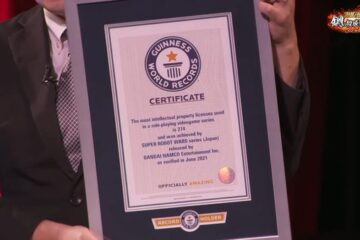 GUINNESS
WORLD
RECORDS
CERTIFICATE
The most intellectual property licenses used
in a role-playing videogame series
is 274
and was achieved by
SUPER ROBOT WARS series (Japan)
released by
BANDAI NAMCO Entertainment Inc.
as verified in June 2021
OFFICIALLY AMAZING
RECORD HOLDER